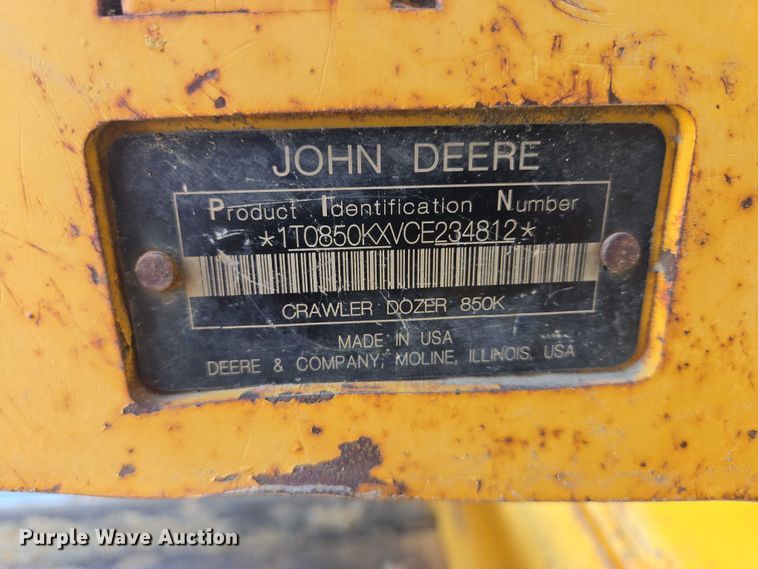 JOHN DEERE
Product Identification Number
*1T0850KXVCE234812*
CRAWLER DOZER 850K
MADE IN USA
DEERE & COMPANY, MOLINE, ILLINOIS, USA
Purple Wave Auction